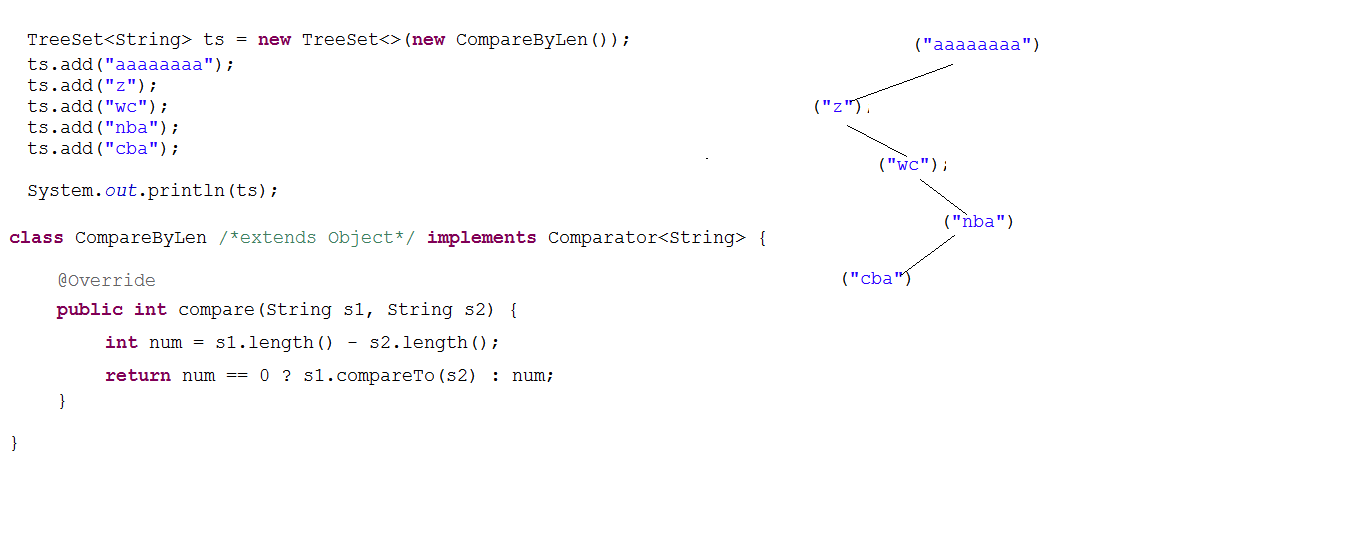 TreeSet<String> ts = new TreeSet<>(new CompareByLen());
ts.add("aaaaaaaa");
ts.add("z");
ts.add("wc");
ts.add("nba");
ts.add("cba");
System.out.println(ts);
class CompareByLen /*extends Object*/ implements Comparator<String> {
@Override
public int compare(String s1, String s2) {
int num = s1.length() - s2.length();
return num == 0 ? s1.compareTo(s2) : num;
}
}
("aaaaaaaa")
("z");
("wc");
("nba")
("cba")